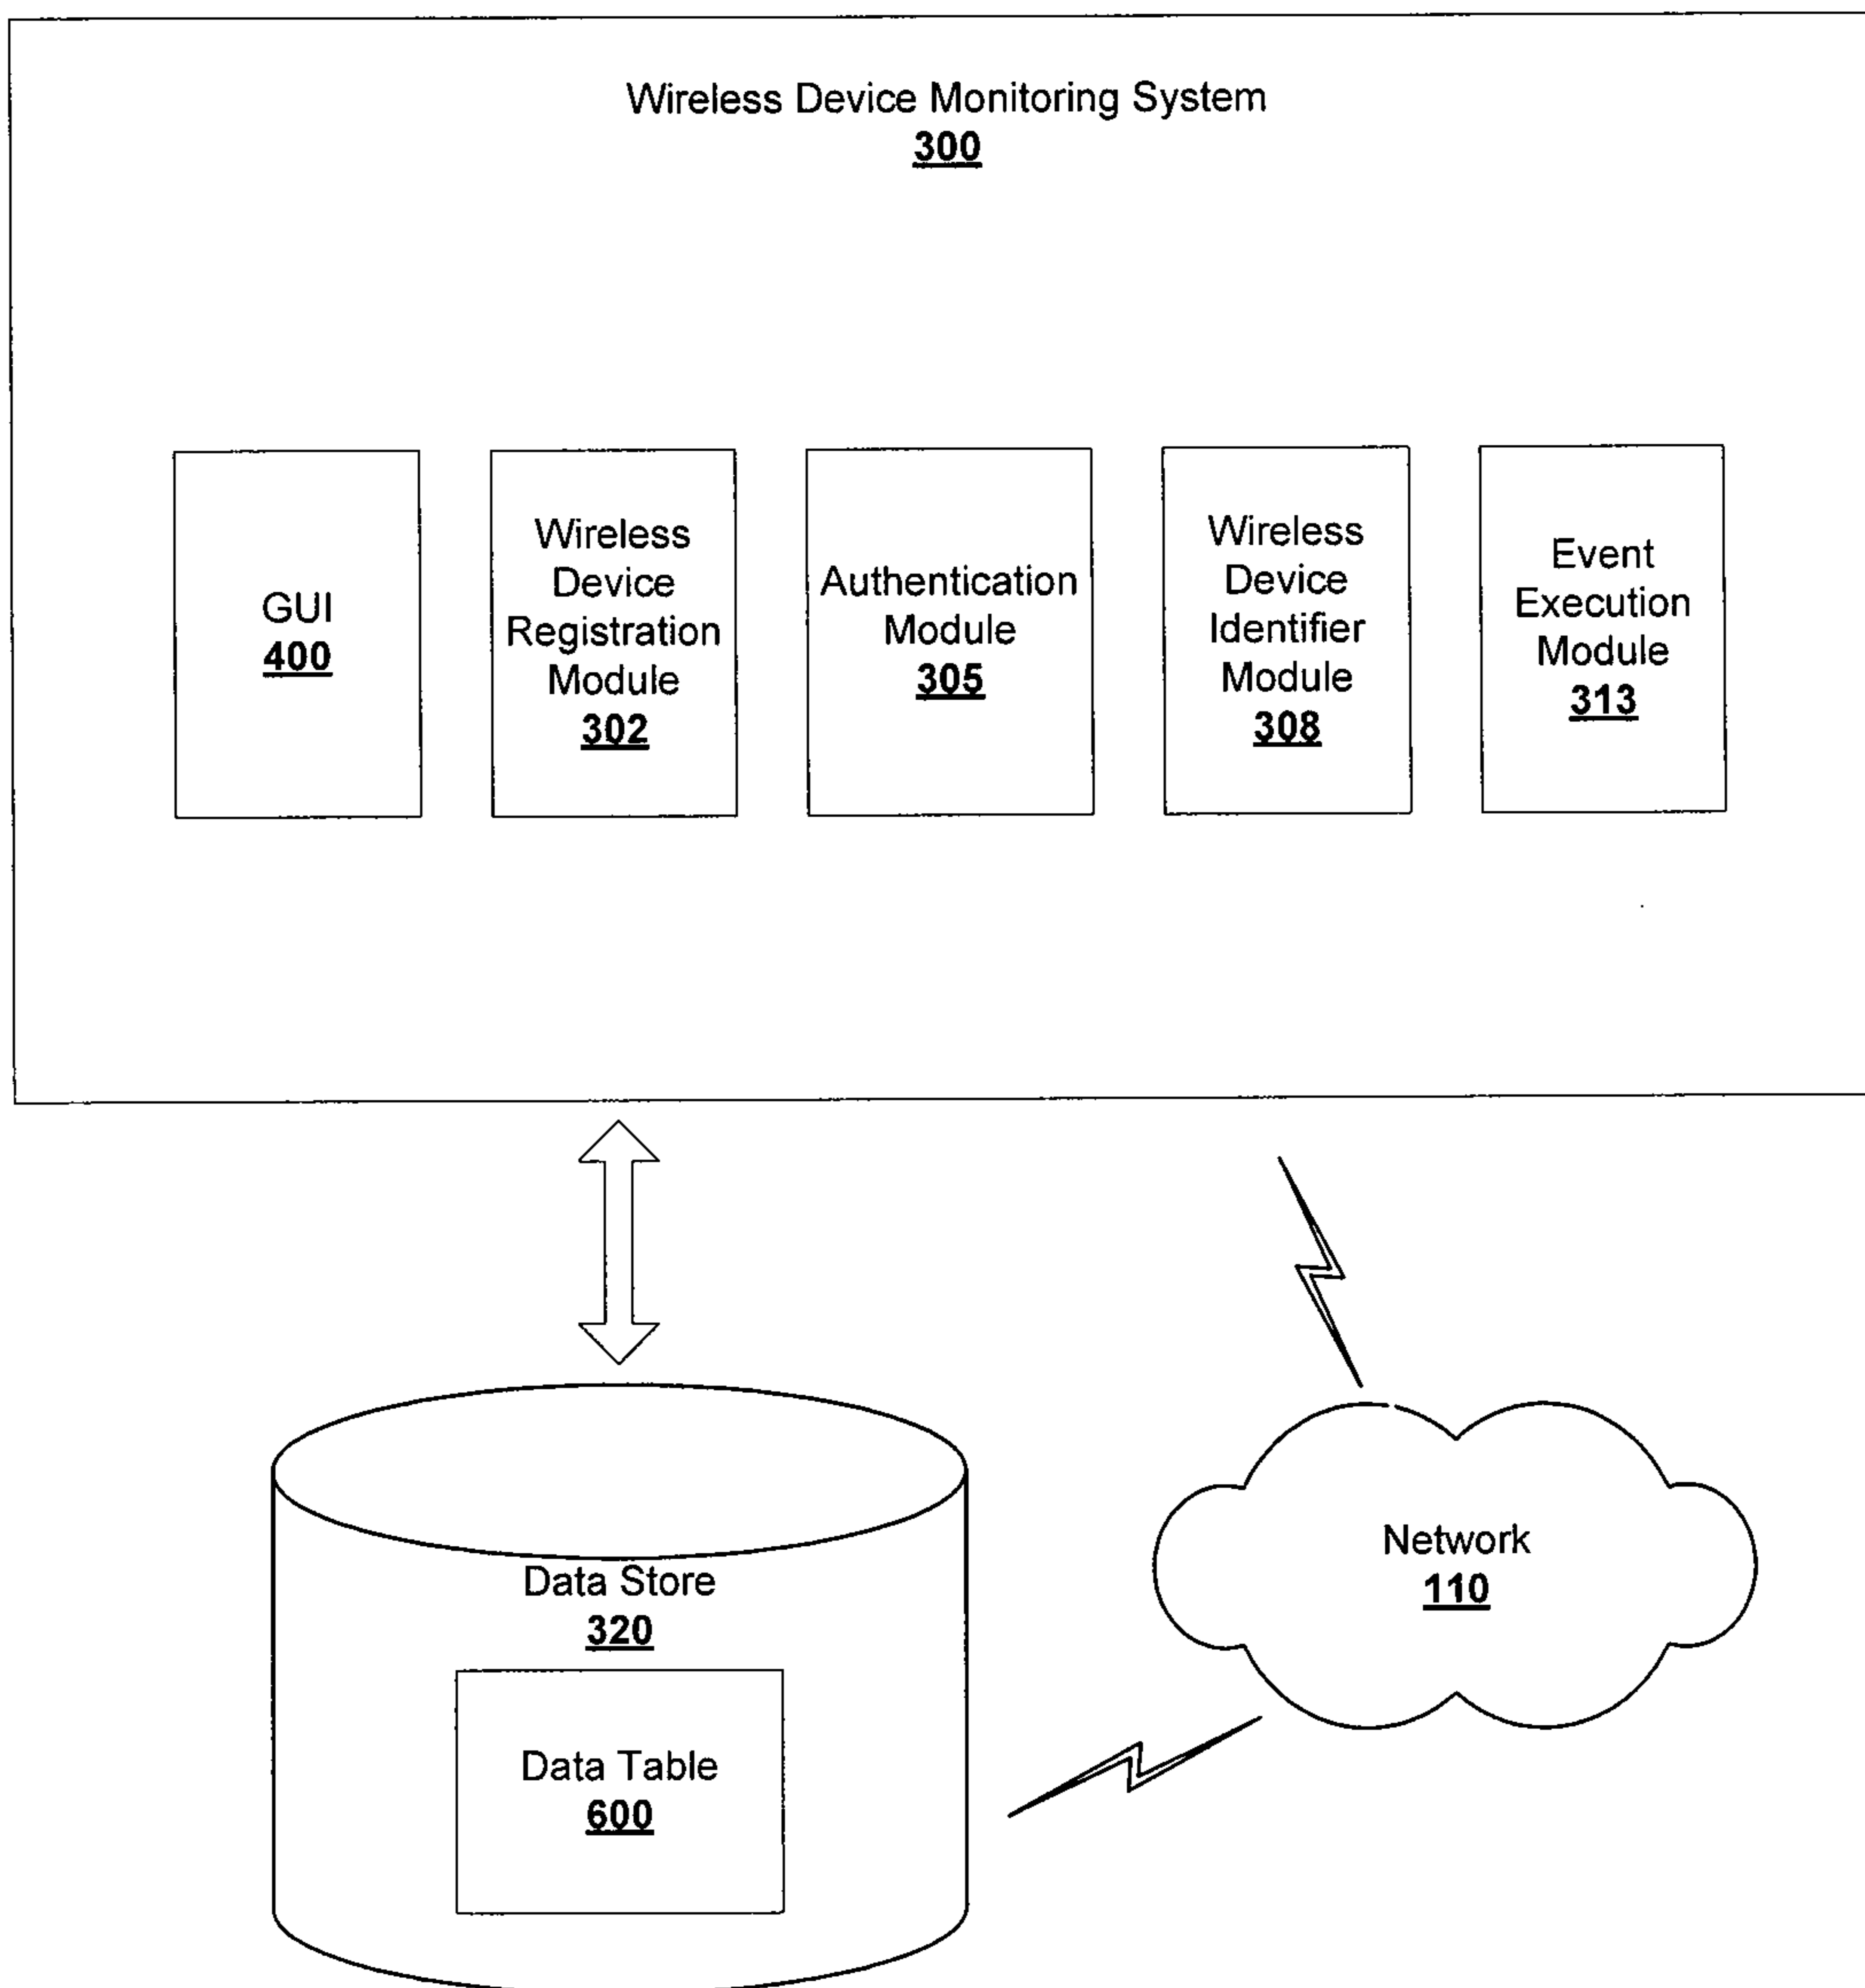 Wireless Device Monitoring System
300
GUI
400
Wireless
Device
Registration
Module
302
Authentication
Module
305
Wireless
Device
Identifier
Module
308
Event
Execution
Module
313
Data Store
320
Data Table
600
Network
110